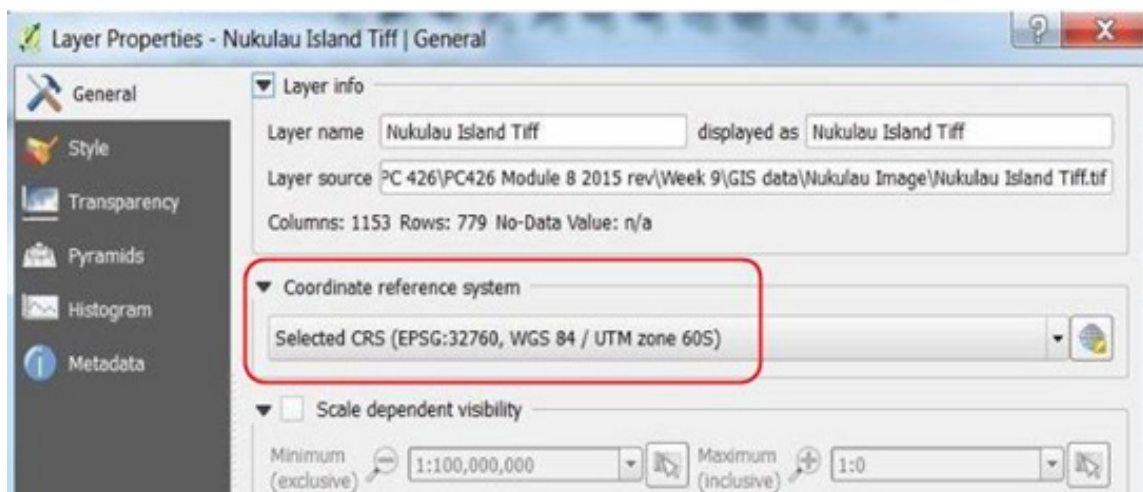 Layer Properties - Nukulau Island Tiff | General
General
Style
Transparency
Pyramids
Histogram
Metadata
Layer info
Layer name Nukulau Island Tiff displayed as Nukulau Island Tiff
Layer source PC 426\PC426 Module 8 2015 rev\Week 9\GIS data\Nukulau Image\Nukulau Island Tiff.tif
Columns: 1153 Rows: 779 No-Data Value: n/a
Coordinate reference system
Selected CRS (EPSG:32760, WGS 84 / UTM zone 60S)
Scale dependent visibility
Minimum (exclusive) 1:100,000,000 Maximum (inclusive) 1:0